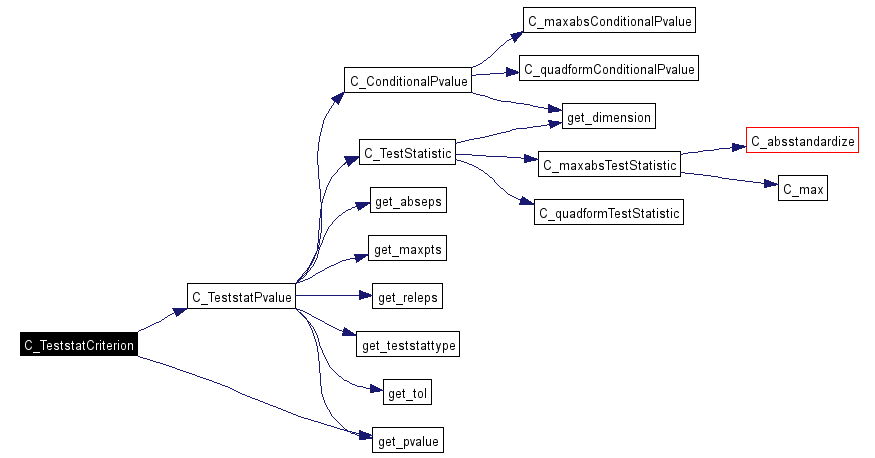 C_maxabsConditionalPvalue
C_quadformConditionalPvalue
C_ConditionalPvalue
get_dimension
C_absstandardize
C_TestStatistic
C_maxabsTestStatistic
C_max
get_abseps
C_quadformTestStatistic
get_maxpts
C_TeststatPvalue
get_releps
C_TeststatCriterion
get_teststattype
get_tol
get_pvalue